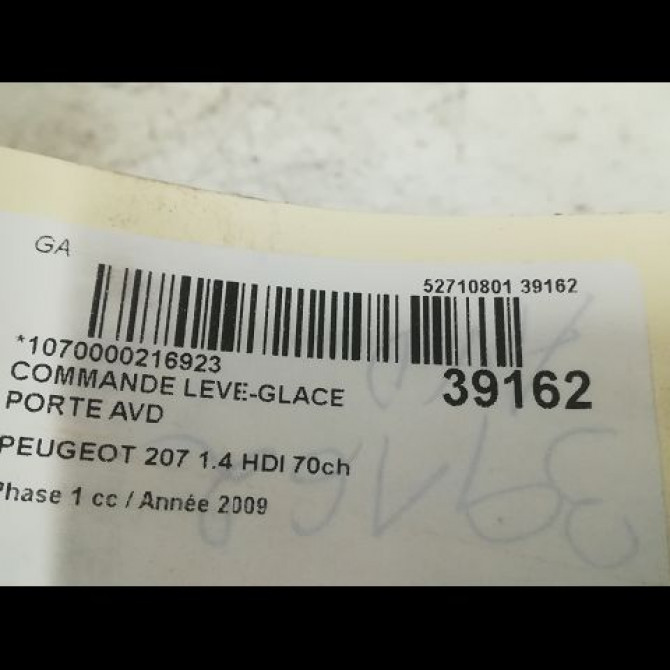 GA
52710801 39162
*1070000216923
39162
COMMANDE LEVE-GLACE
PORTE AVD
PEUGEOT 207 1.4 HDI 70ch
Phase 1 cc / Année 2009
39162